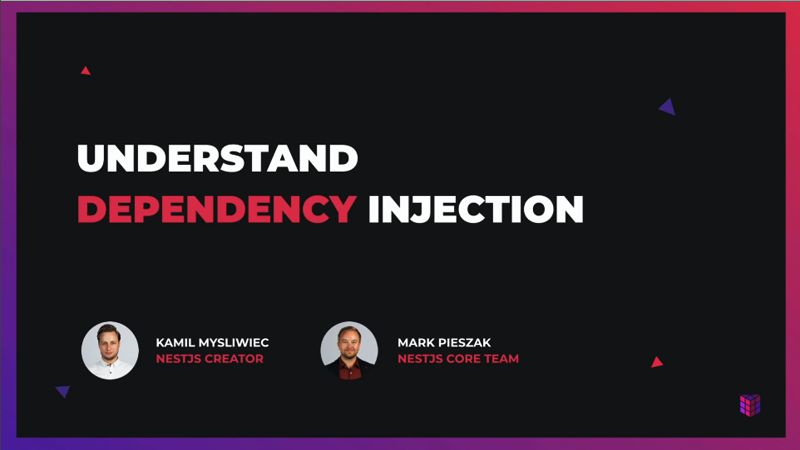 UNDERSTAND
DEPENDENCY INJECTION
KAMIL MYSLIWIEC
NESTJS CREATOR
MARK PIESZAK
NESTJS CORE TEAM